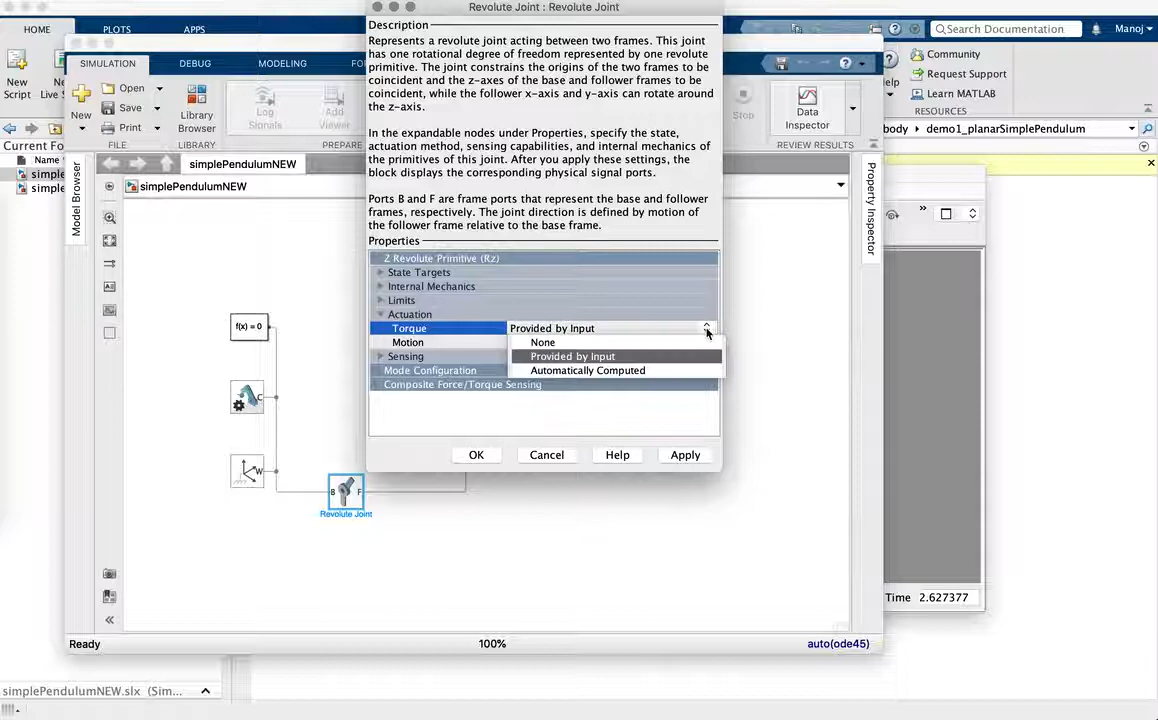 Revolute Joint : Revolute Joint
HOME
PLOTS
APPS
Search Documentation
Manoj
New
Script
New
Live
SIMULATION
DEBUG
MODELING
FO
New
Open
Save
Print
FILE
Library
Browser
LIBRARY
Log
Signals
Add
Viewer
PREPARE
Stop
Data
Inspector
REVIEW RESULTS
Community
Request Support
Learn MATLAB
elp
RESOURCES
Current Fo
body
demo1_planarSimplePendulum
Name
simple
simple
simplePendulumNEW
simplePendulumNEW
Model Browser
Property Inspector
Description
Represents a revolute joint acting between two frames. This joint
has one rotational degree of freedom represented by one revolute
primitive. The joint constrains the origins of the two frames to be
coincident and the z-axes of the base and follower frames to be
coincident, while the follower x-axis and y-axis can rotate around
the z-axis.
In the expandable nodes under Properties, specify the state,
actuation method, sensing capabilities, and internal mechanics of
the primitives of this joint. After you apply these settings, the
block displays the corresponding physical signal ports.
Ports B and F are frame ports that represent the base and follower
frames, respectively. The joint direction is defined by motion of
the follower frame relative to the base frame.
Properties
Z Revolute Primitive (Rz)
State Targets
Internal Mechanics
Limits
Actuation
Torque
Provided by Input
Motion
None
Provided by Input
Automatically Computed
Sensing
Mode Configuration
Composite Force/Torque Sensing
OK
Cancel
Help
Apply
f(x) = 0
C
W
B
F
Revolute Joint
Time
2.627377
Ready
100%
auto(ode45)
simplePendulumNEW.slx (Sim...